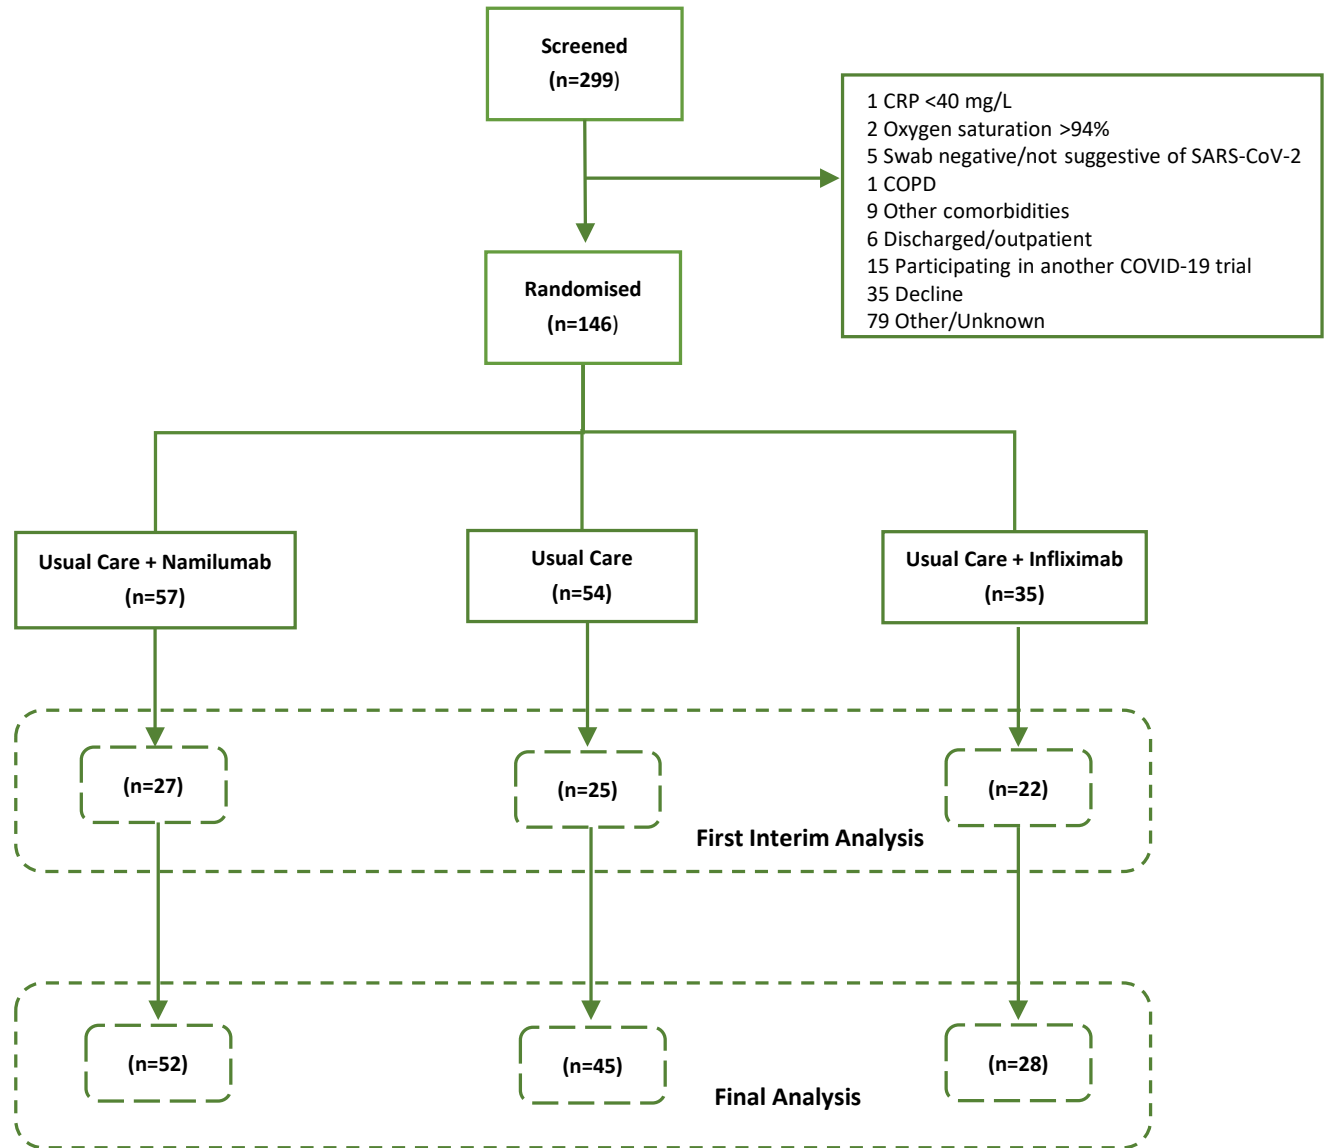 Screened
(n=299)
1 CRP <40 mg/L
2 Oxygen saturation >94%
5 Swab negative/not suggestive of SARS-CoV-2
1 COPD
9 Other comorbidities
6 Discharged/outpatient
15 Participating in another COVID-19 trial
35 Decline
79 Other/Unknown
Randomised
(n=146)
Usual Care + Namilumab
(n=57)
Usual Care
(n=54)
Usual Care + Infliximab
(n=35)
(n=27)
(n=25)
(n=22)
First Interim Analysis
(n=52)
(n=45)
(n=28)
Final Analysis